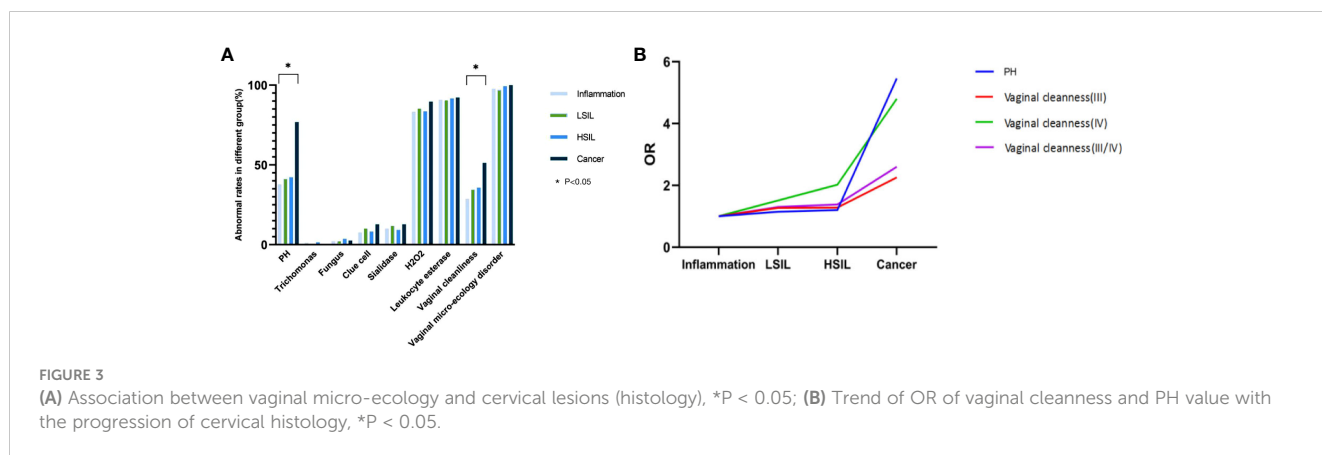 A
*
*
100
50
0
Abnormal rates in different group(%)
PH
Trichomonas
Fungus
Clue cell
Sialidase
H2O2
Leukocyte esterase
Vaginal cleanliness
Vaginal micro-ecology disorder
Inflammation
LSIL
HSIL
Cancer
* P<0.05
B
6
4
2
0
OR
Inflammation LSIL HSIL Cancer
PH
Vaginal cleanness(III)
Vaginal cleanness(IV)
Vaginal cleanness(III/IV)
FIGURE 3
(A) Association between vaginal micro-ecology and cervical lesions (histology), *P < 0.05; (B) Trend of OR of vaginal cleanness and PH value with
the progression of cervical histology, *P < 0.05.